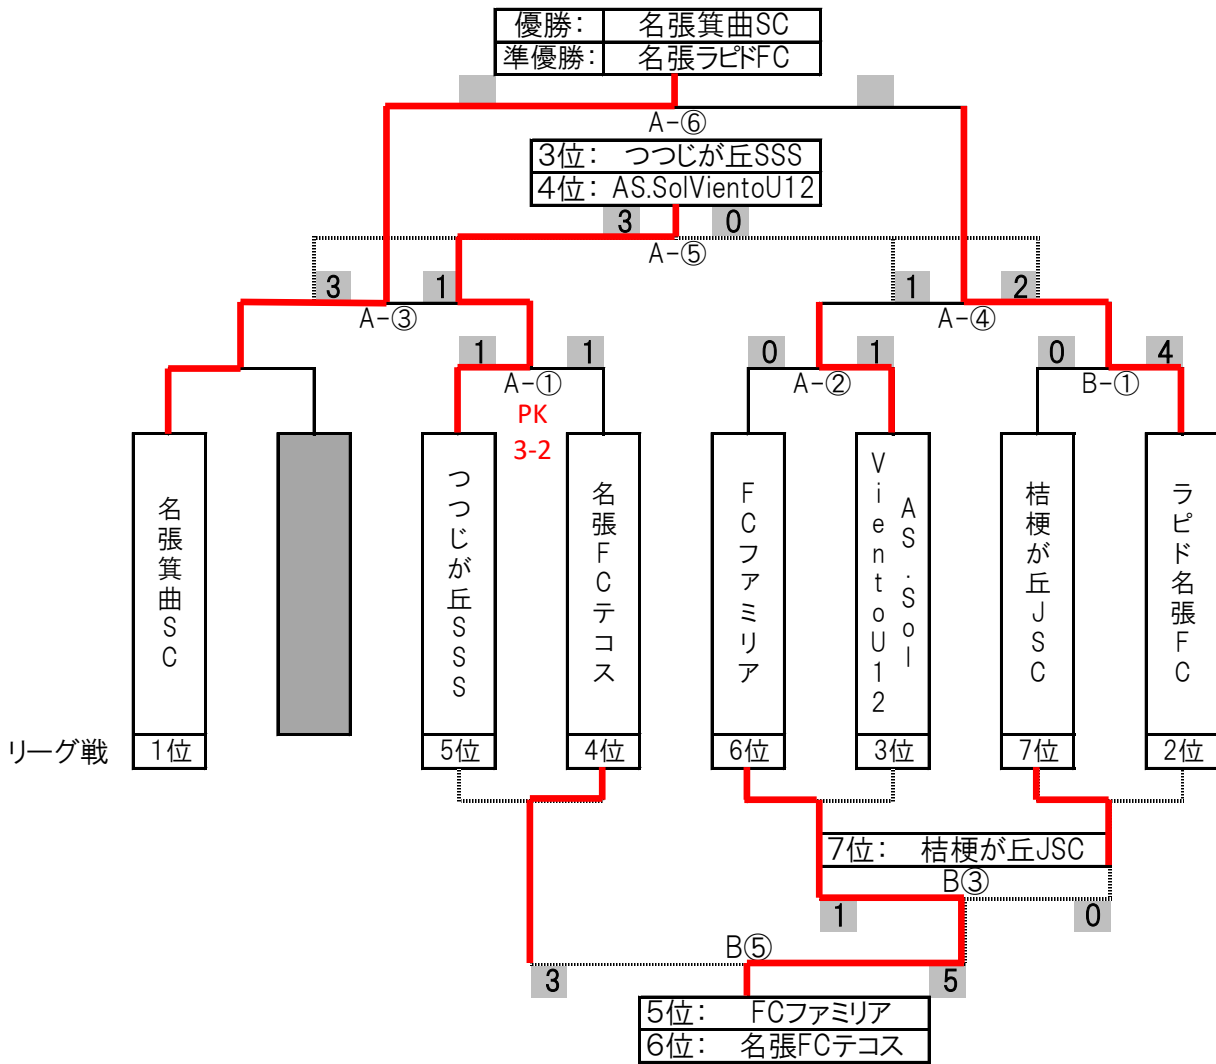 優勝： 名張箕曲SC
準優勝： 名張ラピドFC
A-⑥
3位： つつじが丘SSS
4位： AS.SolVientoU12
3 0
A-⑤
3 1 1 2
A-③ A-④
1 1 0 1 0 4
A-① A-② B-①
PK
3-2
名張箕曲SC
つつじが丘SSS
名張FCテコス
FCファミリア
AS.Sol
VientoU12
桔梗が丘JSC
ラピド名張FC
リーグ戦 1位 5位 4位 6位 3位 7位 2位
7位： 桔梗が丘JSC
B③
1 0
B⑤
3 5
5位： FCファミリア
6位： 名張FCテコス